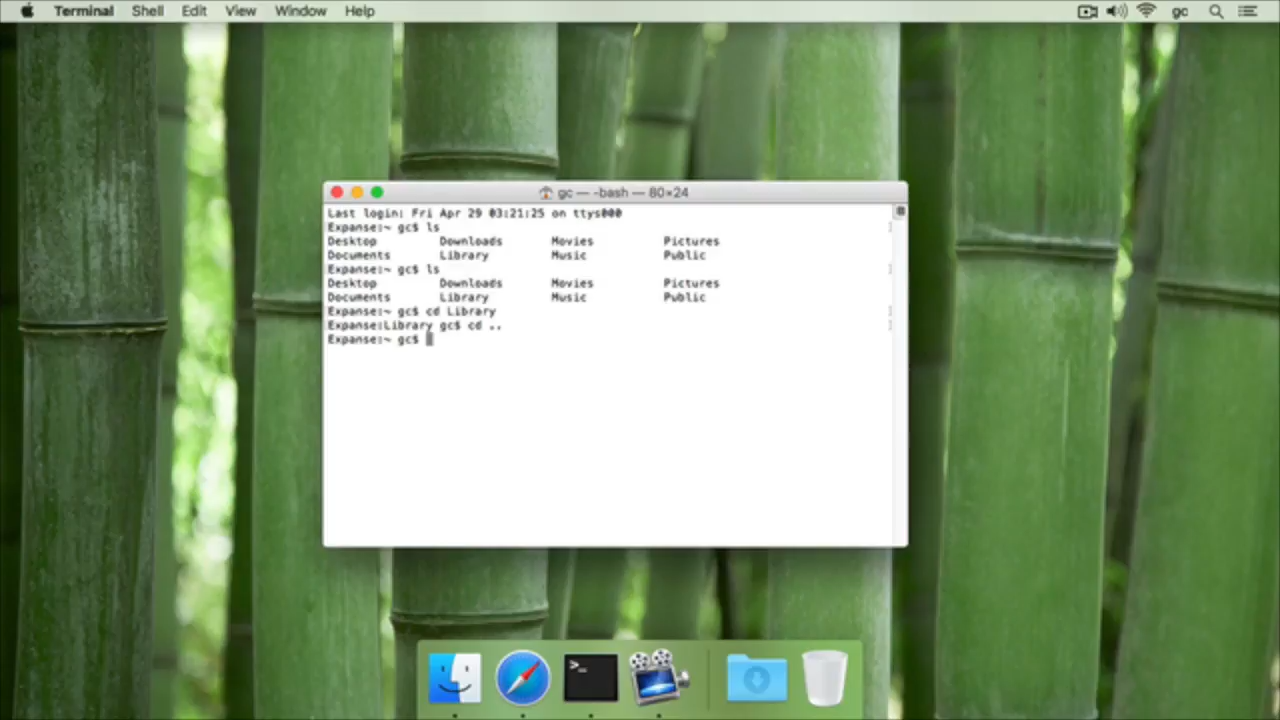 Terminal Shell Edit View Window Help gc
gc — -bash — 80×24
Last login: Fri Apr 29 03:21:25 on ttys000
Expanse:~ gc$ ls
Desktop Downloads Movies Pictures
Documents Library Music Public
Expanse:~ gc$ ls
Desktop Downloads Movies Pictures
Documents Library Music Public
Expanse:~ gc$ cd Library
Expanse:Library gc$ cd ..
Expanse:~ gc$
>_